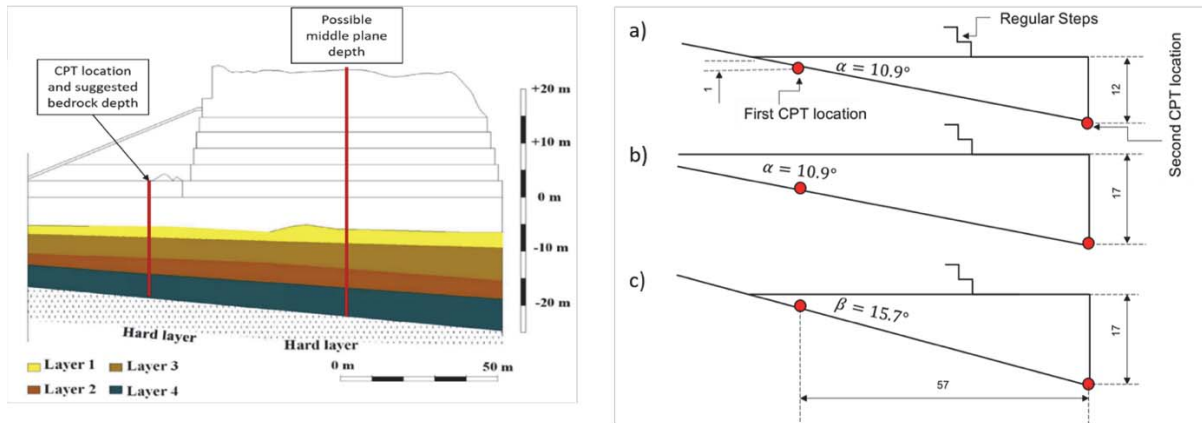 Possible
middle plane
depth
CPT location
and suggested
bedrock depth
+20 m
+10 m
0 m
-10 m
-20 m
Hard layer
Hard layer
0 m
50 m
Layer 1
Layer 3
Layer 2
Layer 4
a)
Regular Steps
α = 10.9°
1
First CPT location
12
Second CPT location
b)
α = 10.9°
17
c)
β = 15.7°
17
57